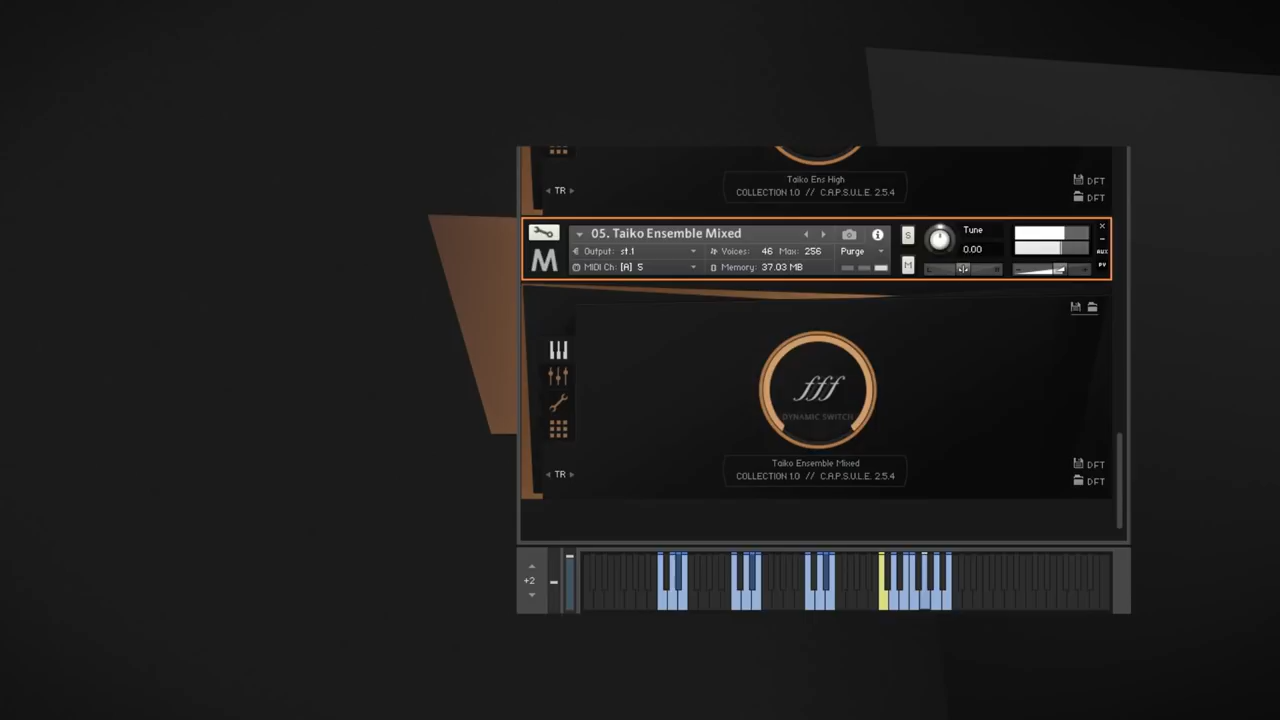 Taiko Ens High
TR
COLLECTION 1.0 // C.A.P.S.U.L.E. 2.5.4
DFT
DFT
05. Taiko Ensemble Mixed
S
Tune
Output: st.1
Voices: 46 Max: 256
Purge
0.00
AUX
M
MIDI Ch: [A] 5
Memory: 37.03 MB
M
L
R
PV
fff
DYNAMIC SWITCH
Taiko Ensemble Mixed
TR
COLLECTION 1.0 // C.A.P.S.U.L.E. 2.5.4
DFT
DFT
+2